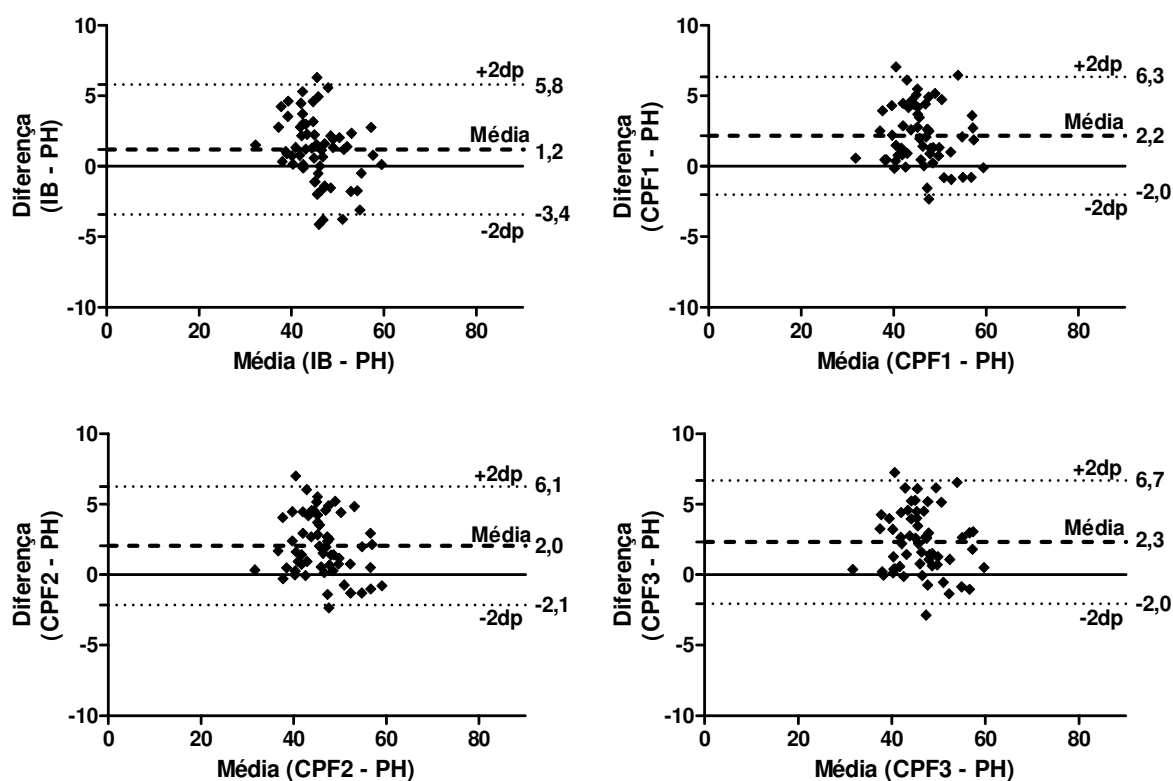 10
5
0
-5
-10
Diferença
(IB - PH)
+2dp
5,8
Média
1,2
-3,4
-2dp
0 20 40 60 80
Média (IB - PH)
10
5
0
-5
-10
Diferença
(CPF1 - PH)
+2dp
6,3
Média
2,2
-2,0
-2dp
0 20 40 60 80
Média (CPF1 - PH)
10
5
0
-5
-10
Diferença
(CPF2 - PH)
+2dp
6,1
Média
2,0
-2,1
-2dp
0 20 40 60 80
Média (CPF2 - PH)
10
5
0
-5
-10
Diferença
(CPF3 - PH)
+2dp
6,7
Média
2,3
-2,0
-2dp
0 20 40 60 80
Média (CPF3 - PH)